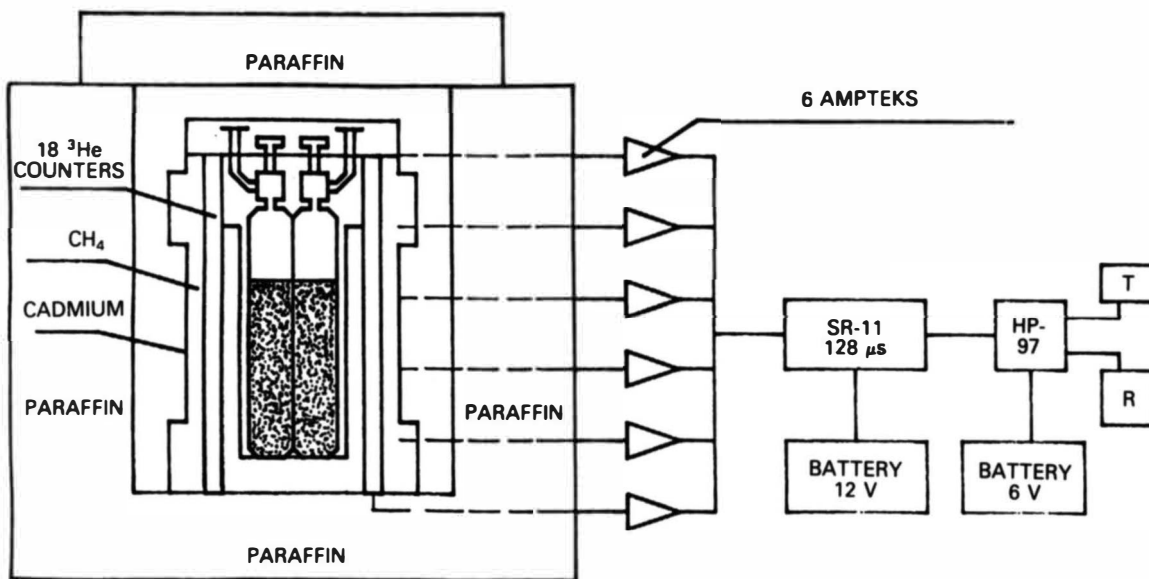 PARAFFIN
6 AMPTEKS
18 ³He
COUNTERS
CH₄
CADMIUM
PARAFFIN
PARAFFIN
PARAFFIN
SR-11
128 μs
HP-
97
T
R
BATTERY
12 V
BATTERY
6 V